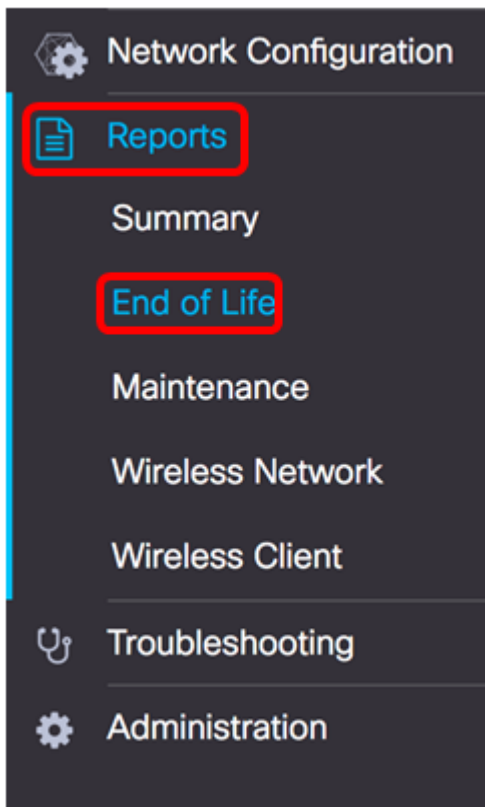 Network Configuration
Reports
Summary
End of Life
Maintenance
Wireless Network
Wireless Client
Troubleshooting
Administration